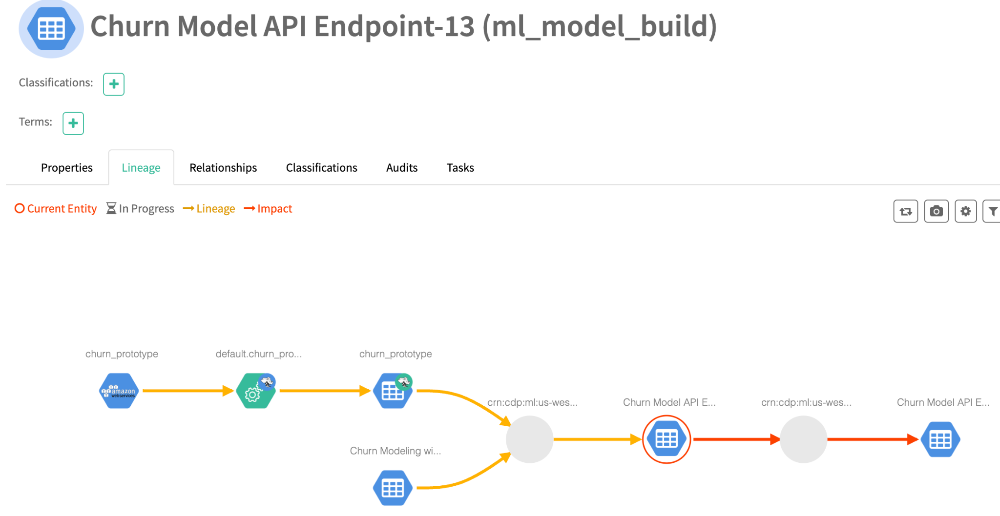 Churn Model API Endpoint-13 (ml_model_build)
Classifications:
Terms:
Properties Lineage Relationships Classifications Audits Tasks
Current Entity In Progress Lineage Impact
churn_prototype default.churn_pro... churn_prototype
amazon
webservices
crn:cdp:ml:us-wes... Churn Model API E... crn:cdp:ml:us-wes... Churn Model API E...
Churn Modeling wi...